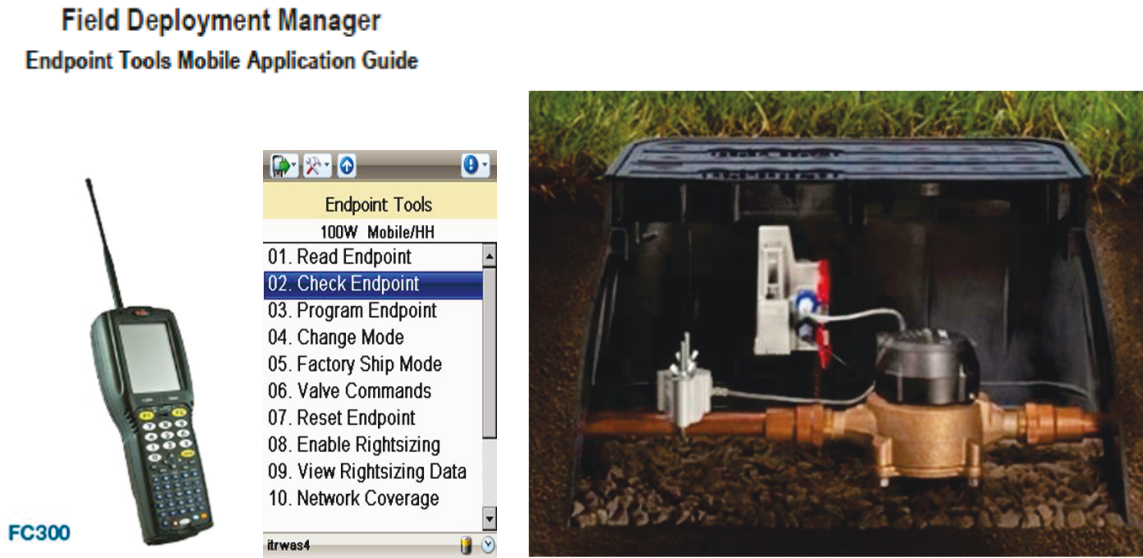 Field Deployment Manager
Endpoint Tools Mobile Application Guide
Endpoint Tools
100W Mobile/HH
01. Read Endpoint
02. Check Endpoint
03. Program Endpoint
04. Change Mode
05. Factory Ship Mode
06. Valve Commands
07. Reset Endpoint
08. Enable Rightsizing
09. View Rightsizing Data
10. Network Coverage
itrwas4
FC300